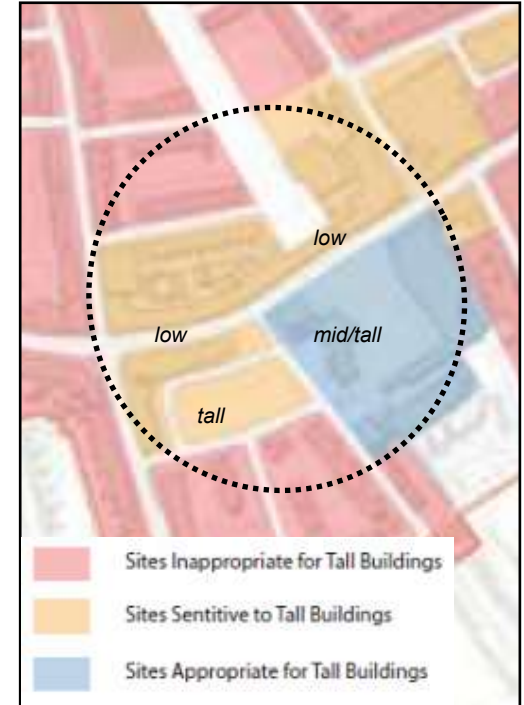 low
low
mid/tall
tall
Sites Inappropriate for Tall Buildings
Sites Sentitive to Tall Buildings
Sites Appropriate for Tall Buildings